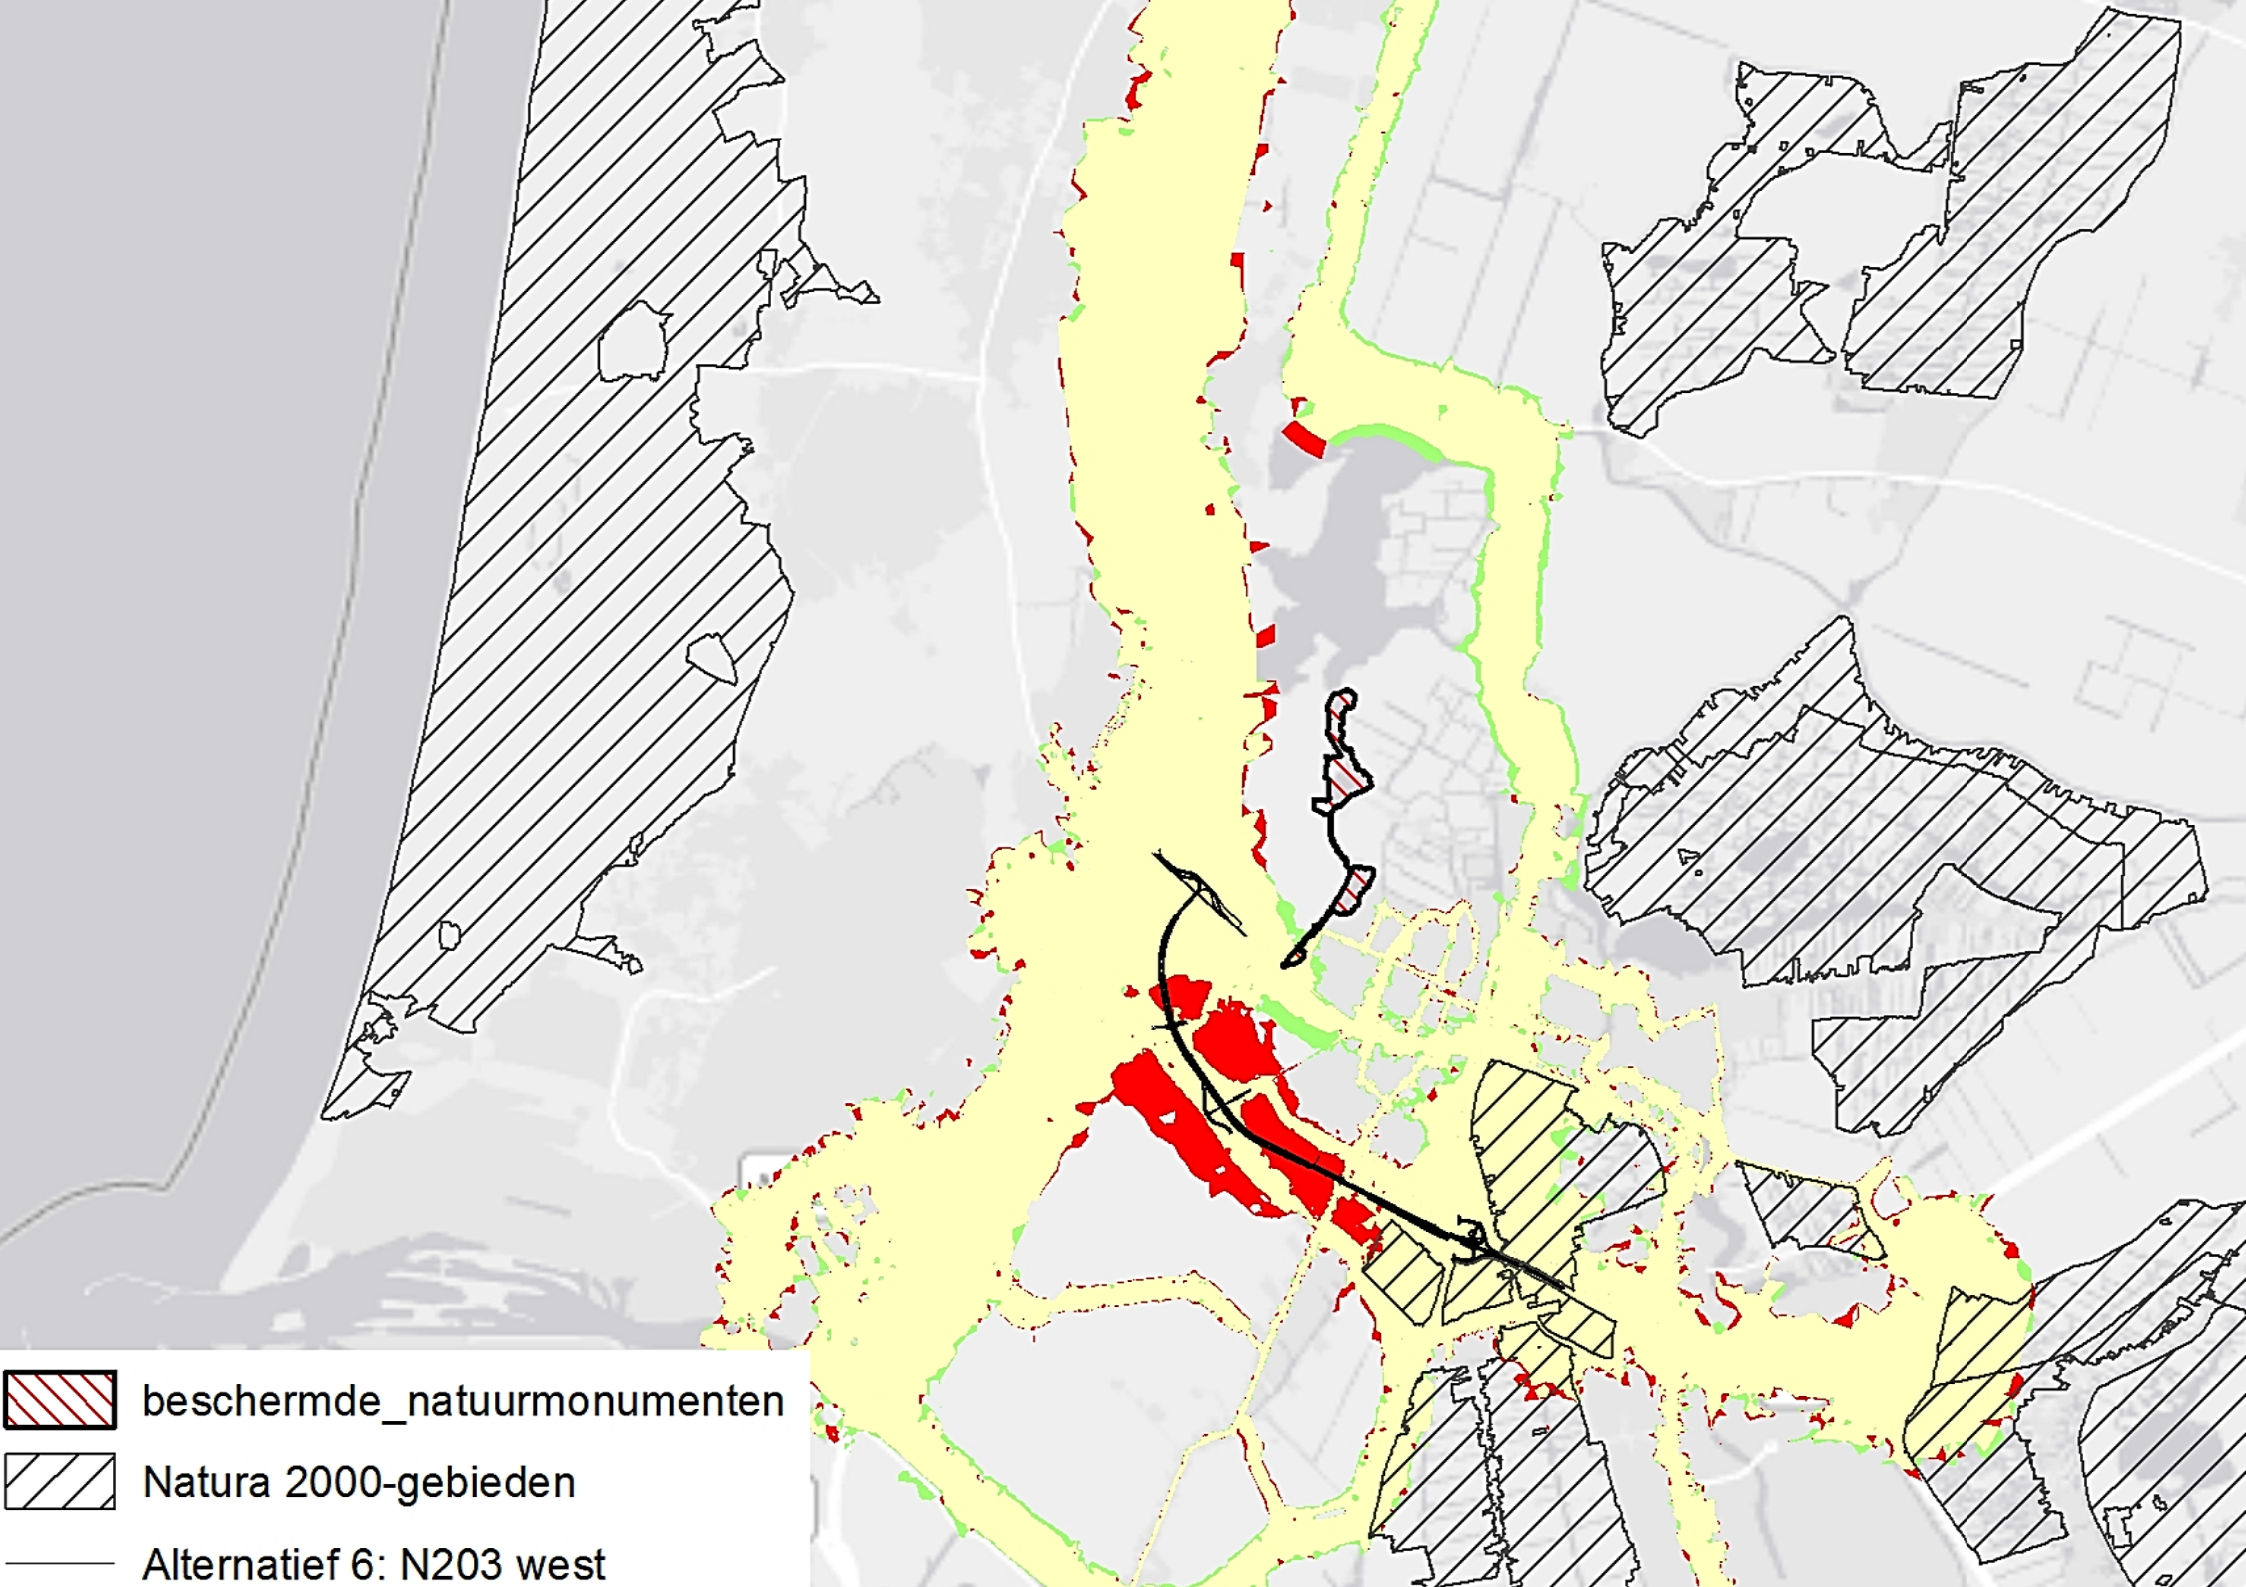 beschermde_natuurmonumenten
Natura 2000-gebieden
Alternatief 6: N203 west